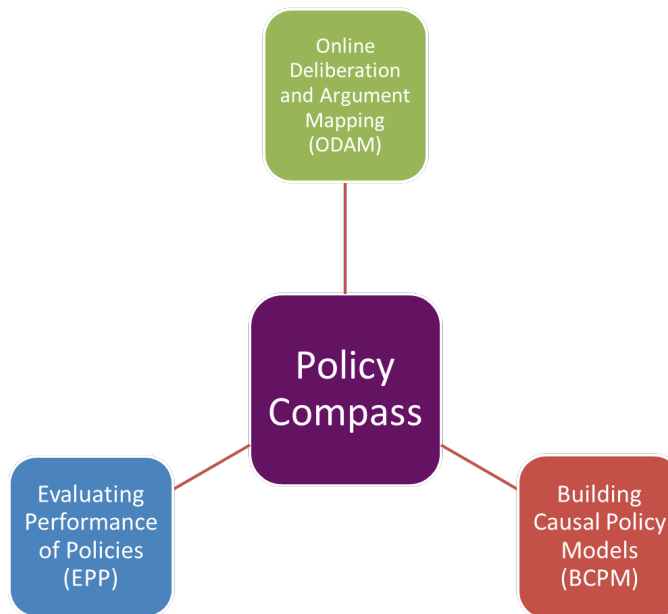 Online
Deliberation
and Argument
Mapping
(ODAM)
Policy
Compass
Evaluating
Performance
of Policies
(EPP)
Building
Causal Policy
Models
(BCPM)